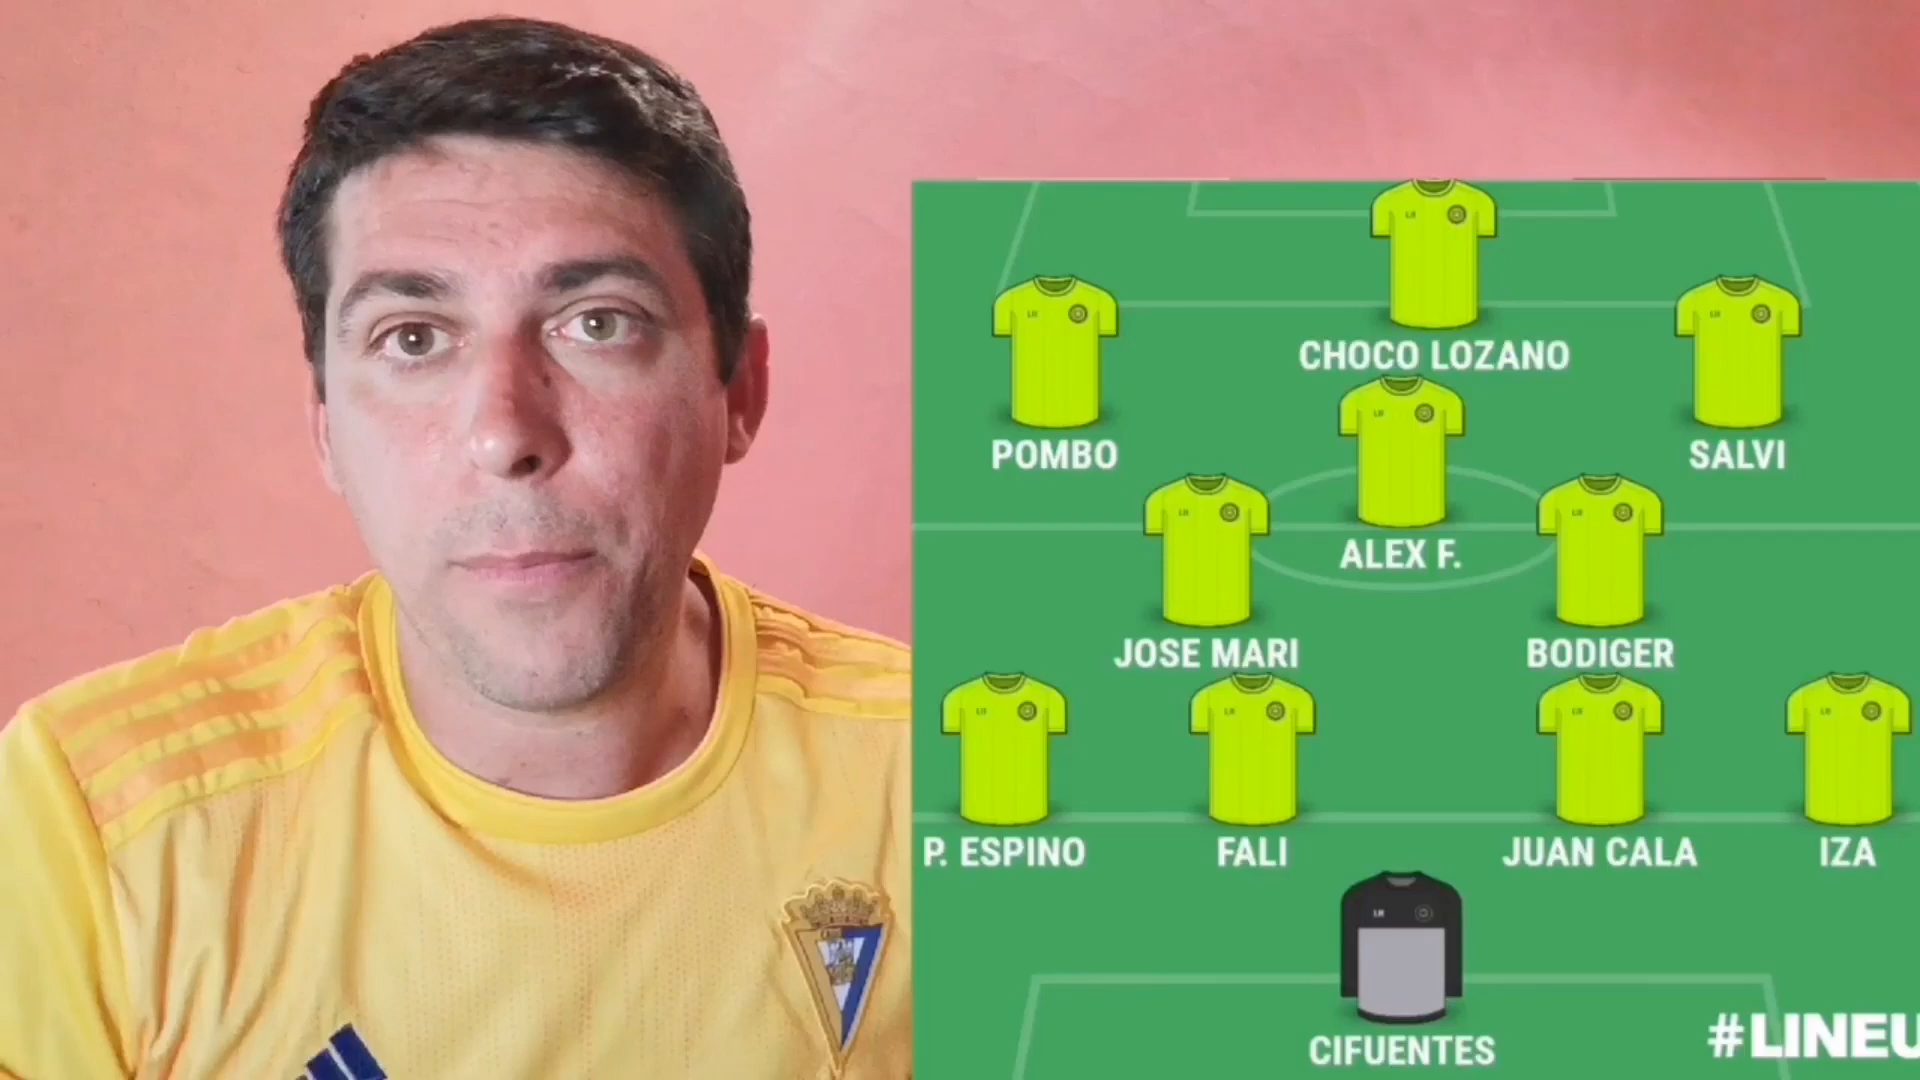 CHOCO LOZANO
POMBO
SALVI
ALEX F.
JOSE MARI
BODIGER
P. ESPINO
FALI
JUAN CALA
IZA
CIFUENTES
#LINEU